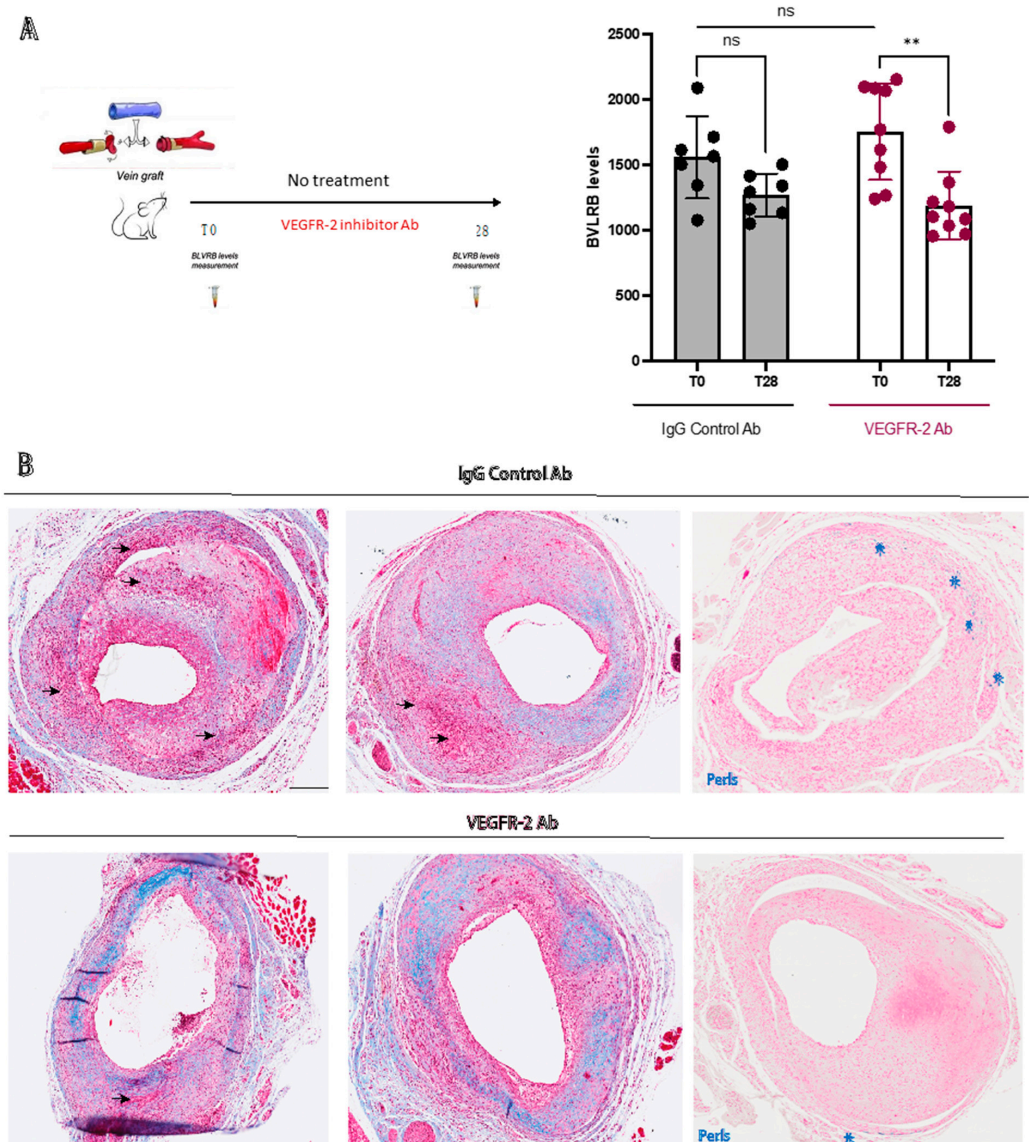 A
Vein graft
No treatment
VEGFR-2 inhibitor Ab
T0
28
BLVRB levels
measurement
BLVRB levels
measurement
ns
ns
**
BVLRB levels
2500
2000
1500
1000
500
0
T0
T28
T0
T28
IgG Control Ab
VEGFR-2 Ab
B
IgG Control Ab
Perls
VEGFR-2 Ab
Perls